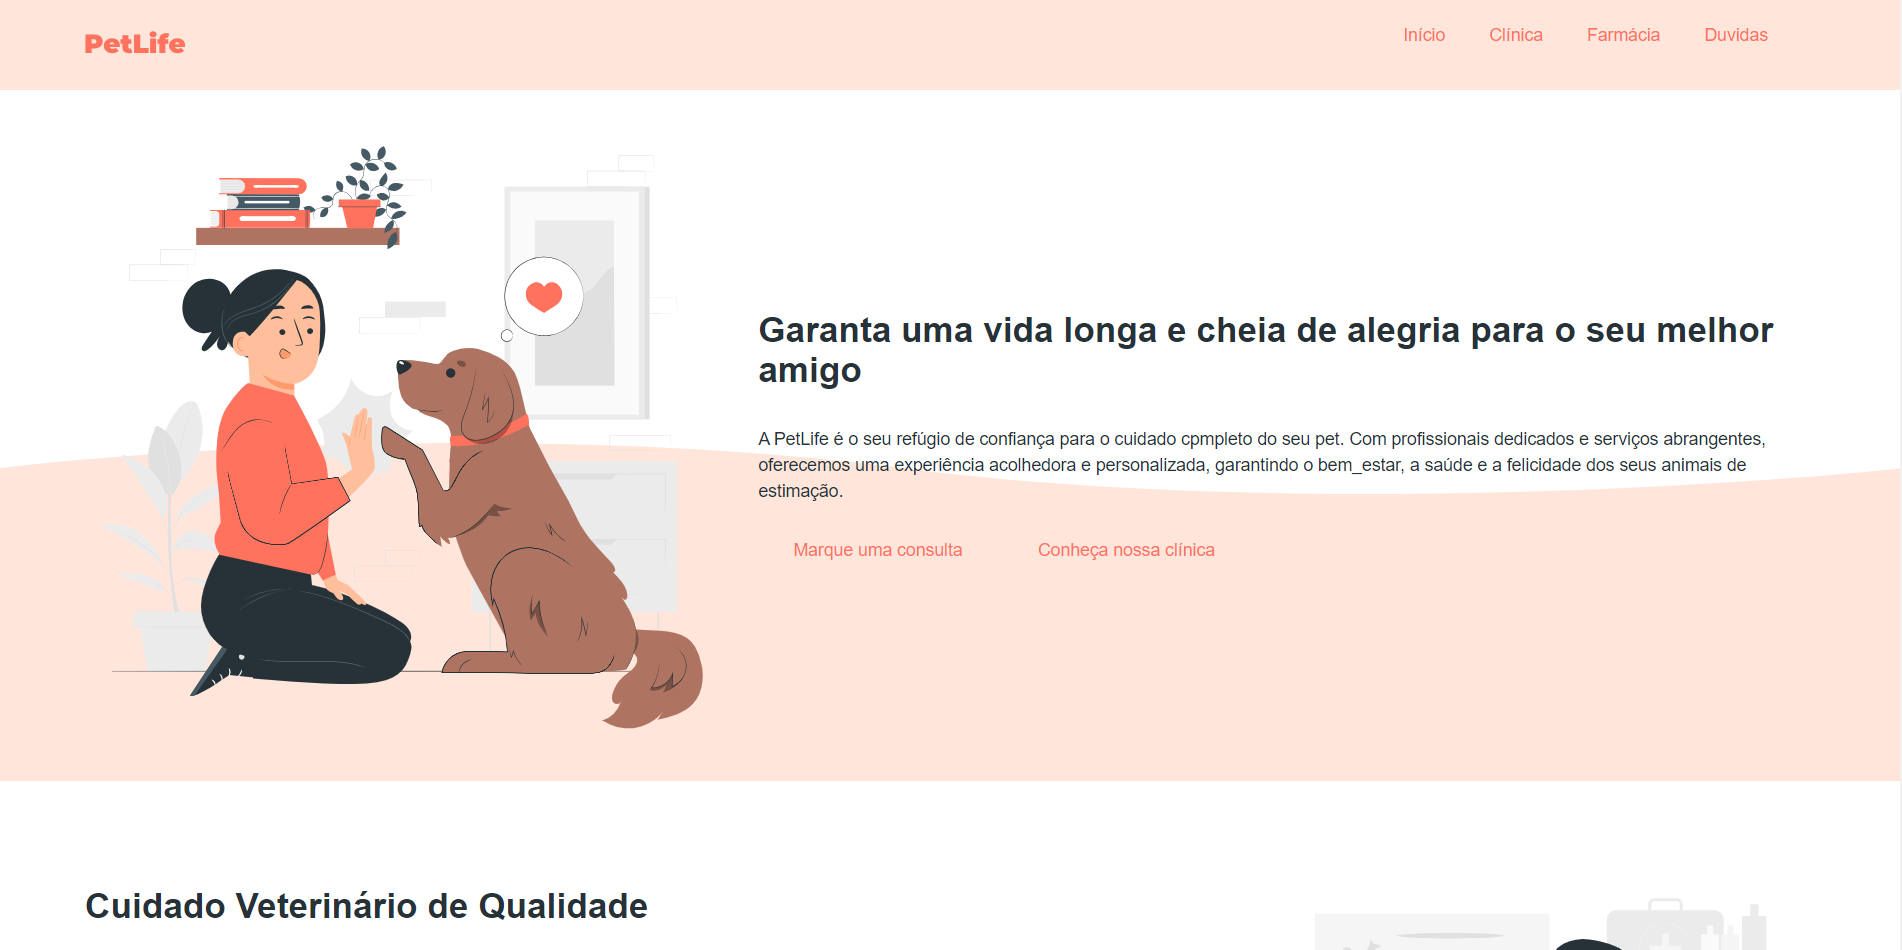 PetLife
Início Clínica Farmácia Duvidas
Garanta uma vida longa e cheia de alegria para o seu melhor
amigo
A PetLife é o seu refúgio de confiança para o cuidado cpmpleto do seu pet. Com profissionais dedicados e serviços abrangentes,
oferecemos uma experiência acolhedora e personalizada, garantindo o bem_estar, a saúde e a felicidade dos seus animais de
estimação.
Marque uma consulta Conheça nossa clínica
Cuidado Veterinário de Qualidade